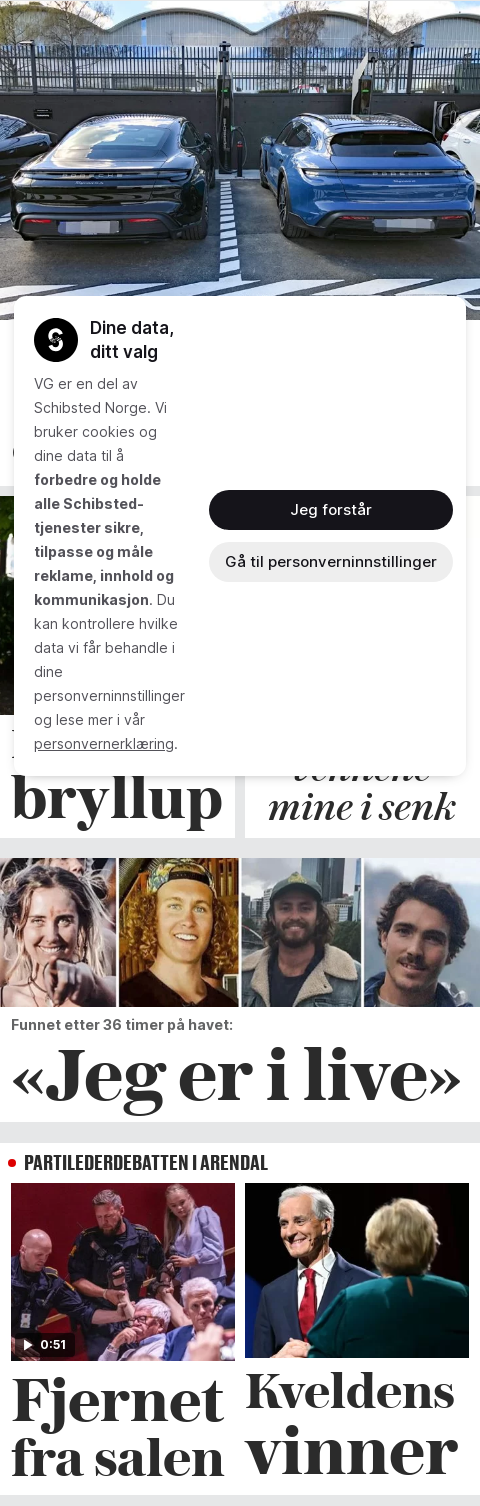 PORSCHE
PORSCHE
Dine data,
ditt valg
VG er en del av
Schibsted Norge. Vi
bruker cookies og
dine data til å
forbedre og holde
alle Schibsted-
tjenester sikre,
tilpasse og måle
reklame, innhold og
kommunikasjon. Du
kan kontrollere hvilke
data vi får behandle i
dine
personverninnstillinger
og lese mer i vår
personvernerklæring.
Jeg forstår
Gå til personverninnstillinger
bryllup
vennene
mine i senk
Funnet etter 36 timer på havet:
«Jeg er i live»
PARTILEDERDEBATTEN I ARENDAL
0:51
Fjernet
fra salen
Kveldens
vinner